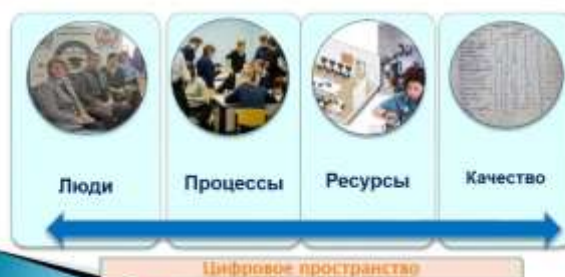 Люди
Процессы
Ресурсы
Качество
Цифровое пространство